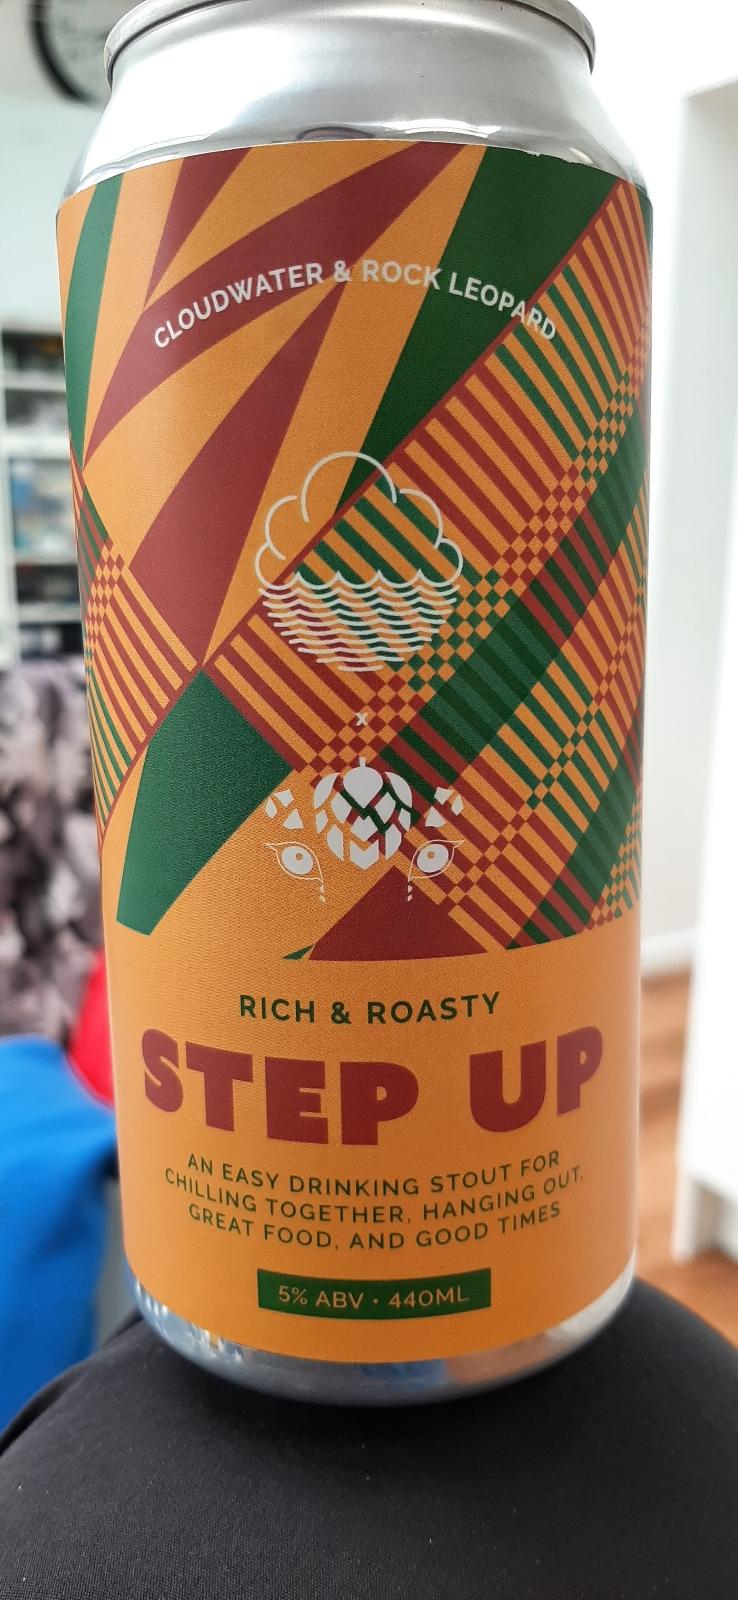 CLOUDWATER & ROCK LEOPARD
x
RICH & ROASTY
STEP UP
AN EASY DRINKING STOUT FOR
CHILLING TOGETHER, HANGING OUT,
GREAT FOOD, AND GOOD TIMES
5% ABV • 440ML